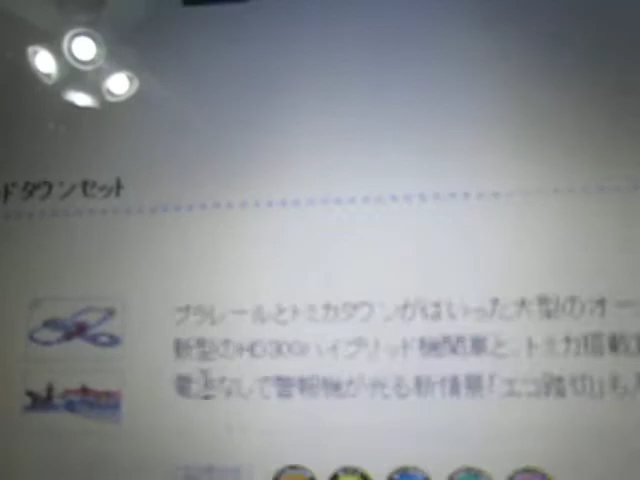 ドタウンセット
プラレールとトミカタウンがはいった大型のオー
新型のHD300ハイブリッド機関車と、トミカ搭載
電池なしで警報機が光る新情景「エコ踏切」も入